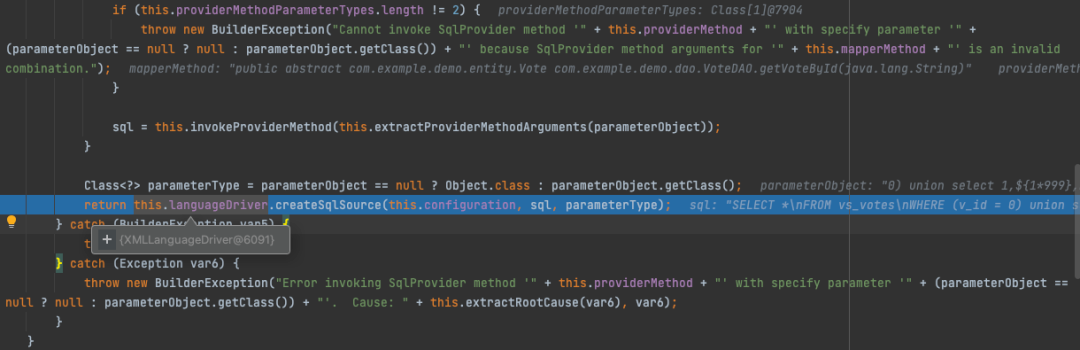 if (this.providerMethodParameterTypes.length != 2) {   providerMethodParameterTypes: Class[1]@7904
throw new BuilderException("Cannot invoke SqlProvider method '" + this.providerMethod + "' with specify parameter '" +
(parameterObject == null ? null : parameterObject.getClass()) + "' because SqlProvider method arguments for '" + this.mapperMethod + "' is an invalid
combination.");   mapperMethod: "public abstract com.example.demo.entity.Vote com.example.demo.dao.VoteDAO.getVoteById(java.lang.String)"   providerMeth
}
sql = this.invokeProviderMethod(this.extractProviderMethodArguments(parameterObject));
}
Class<?> parameterType = parameterObject == null ? Object.class : parameterObject.getClass();   parameterObject: "0) union select 1,${1*999},
return this.languageDriver.createSqlSource(this.configuration, sql, parameterType);   sql: "SELECT *\nFROM vs_votes\nWHERE (v_id = 0) union s
} catch (BuilderException var5) {
+ {XMLLanguageDriver@6091}
t
} catch (Exception var6) {
throw new BuilderException("Error invoking SqlProvider method '" + this.providerMethod + "' with specify parameter '" + (parameterObject ==
null ? null : parameterObject.getClass()) + "'.  Cause: " + this.extractRootCause(var6), var6);
}
}